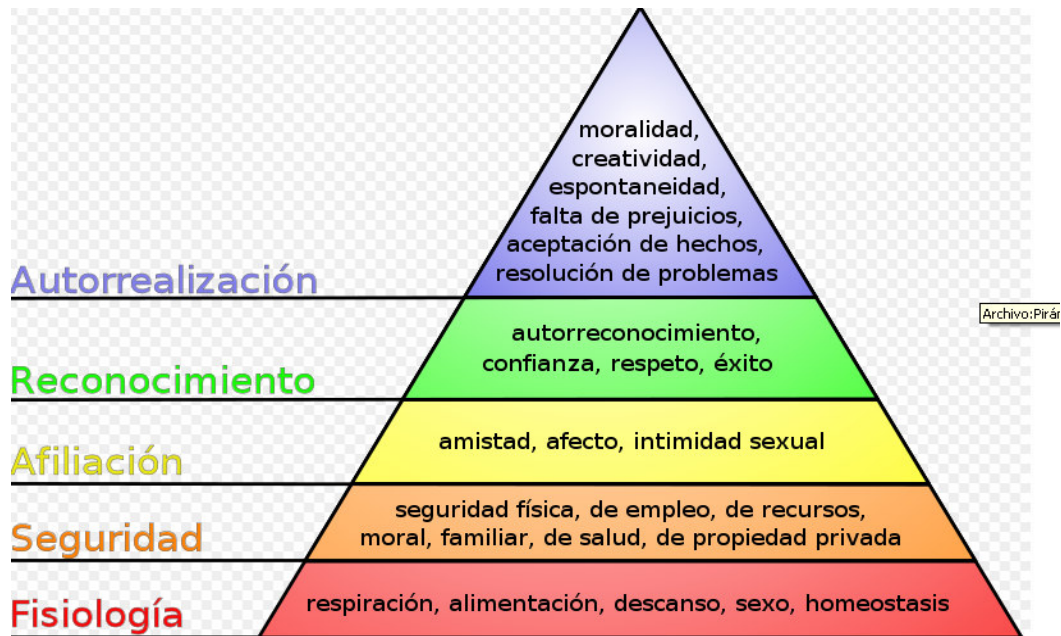 moralidad,
creatividad,
espontaneidad,
falta de prejuicios,
aceptación de hechos,
resolución de problemas
Autorrealización
Archivo:Pirám
autorreconocimiento,
confianza, respeto, éxito
Reconocimiento
amistad, afecto, intimidad sexual
Afiliación
seguridad física, de empleo, de recursos,
moral, familiar, de salud, de propiedad privada
Seguridad
respiración, alimentación, descanso, sexo, homeostasis
Fisiología